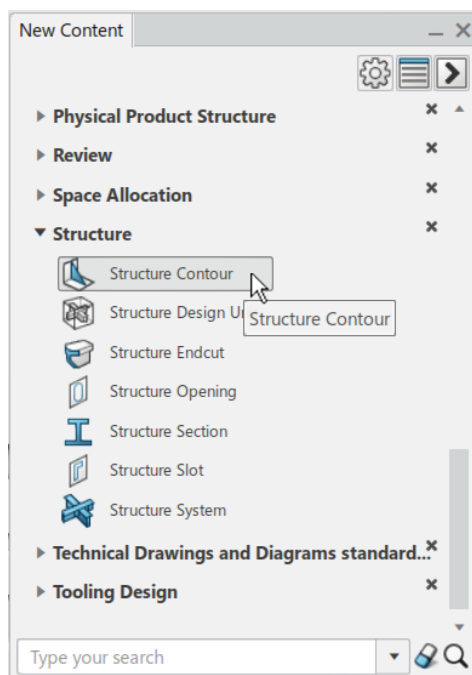 New Content
Physical Product Structure
Review
Space Allocation
Structure
Structure Contour
Structure Design
Structure Contour
Structure Endcut
Structure Opening
Structure Section
Structure Slot
Structure System
Technical Drawings and Diagrams standard...
Tooling Design
Type your search